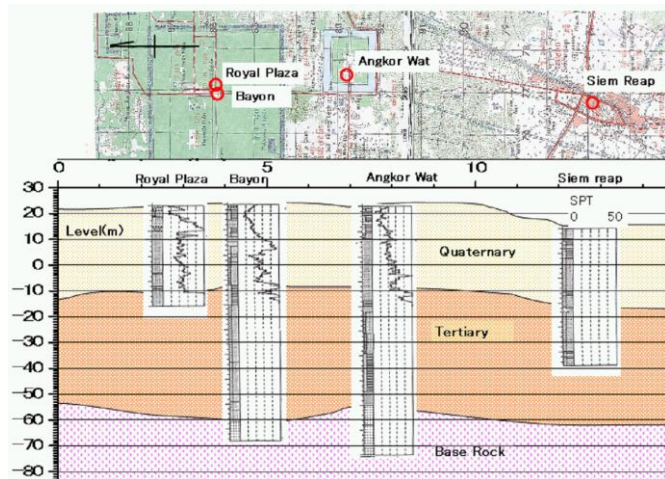 Royal Plaza
Bayon
Angkor Wat
Siem Reap
0 5 10
Royal Plaza Bayon Angkor Wat Siem reap
30
20
10
0
-10
-20
-30
-40
-50
-60
-70
-80
Level(m)
SPT
0 50
Quaternary
Tertiary
Base Rock